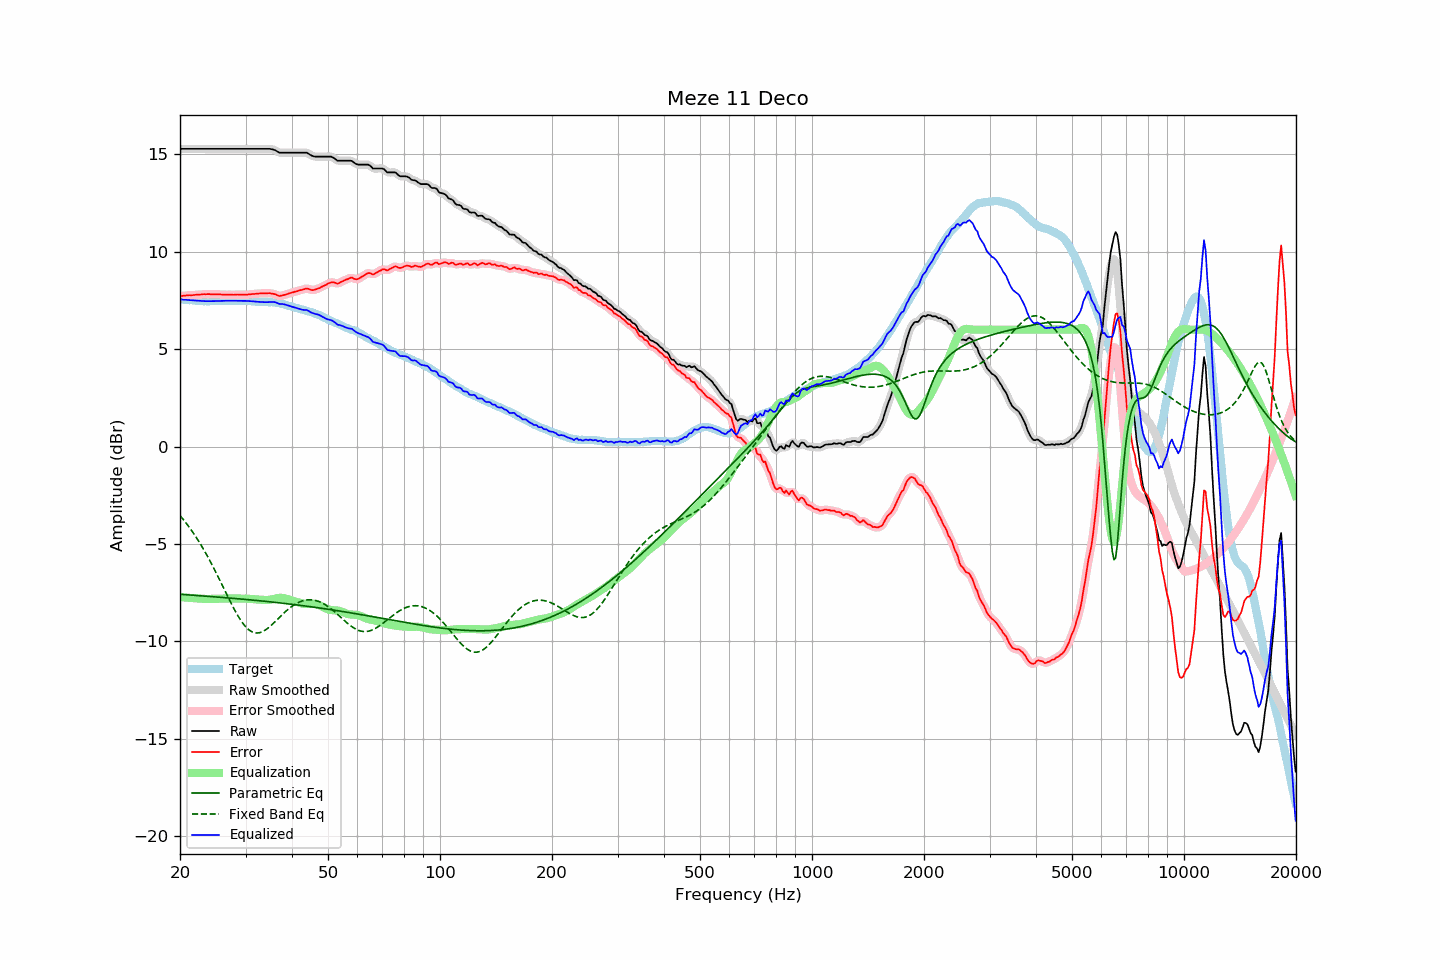 Meze 11 Deco
Amplitude (dBr)
15
10
5
0
−5
−10
−15
−20
Target
Raw Smoothed
Error Smoothed
Raw
Error
Equalization
Parametric Eq
Fixed Band Eq
Equalized
20 50 100 200 500 1000 2000 5000 10000 20000
Frequency (Hz)